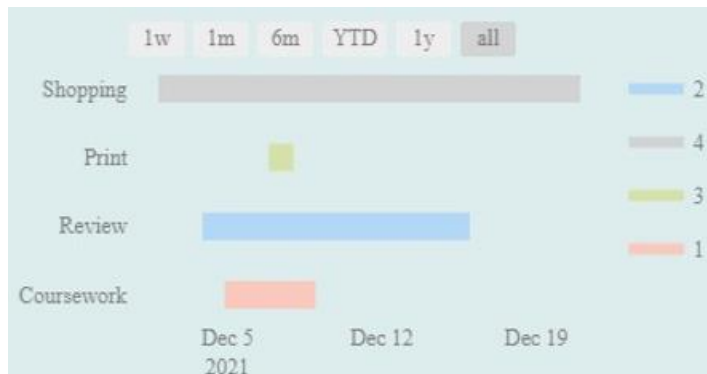 1w 1m 6m YTD 1y all
Shopping
Print
Review
Coursework
2
4
3
1
Dec 5 Dec 12 Dec 19
2021